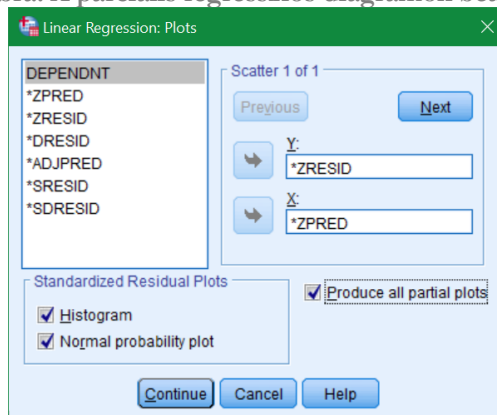 Linear Regression: Plots
DEPENDNT
*ZPRED
*ZRESID
*DRESID
*ADJPRED
*SRESID
*SDRESID
Scatter 1 of 1
Previous
Next
Y:
*ZRESID
X:
*ZPRED
Standardized Residual Plots
Histogram
Normal probability plot
Produce all partial plots
Continue
Cancel
Help